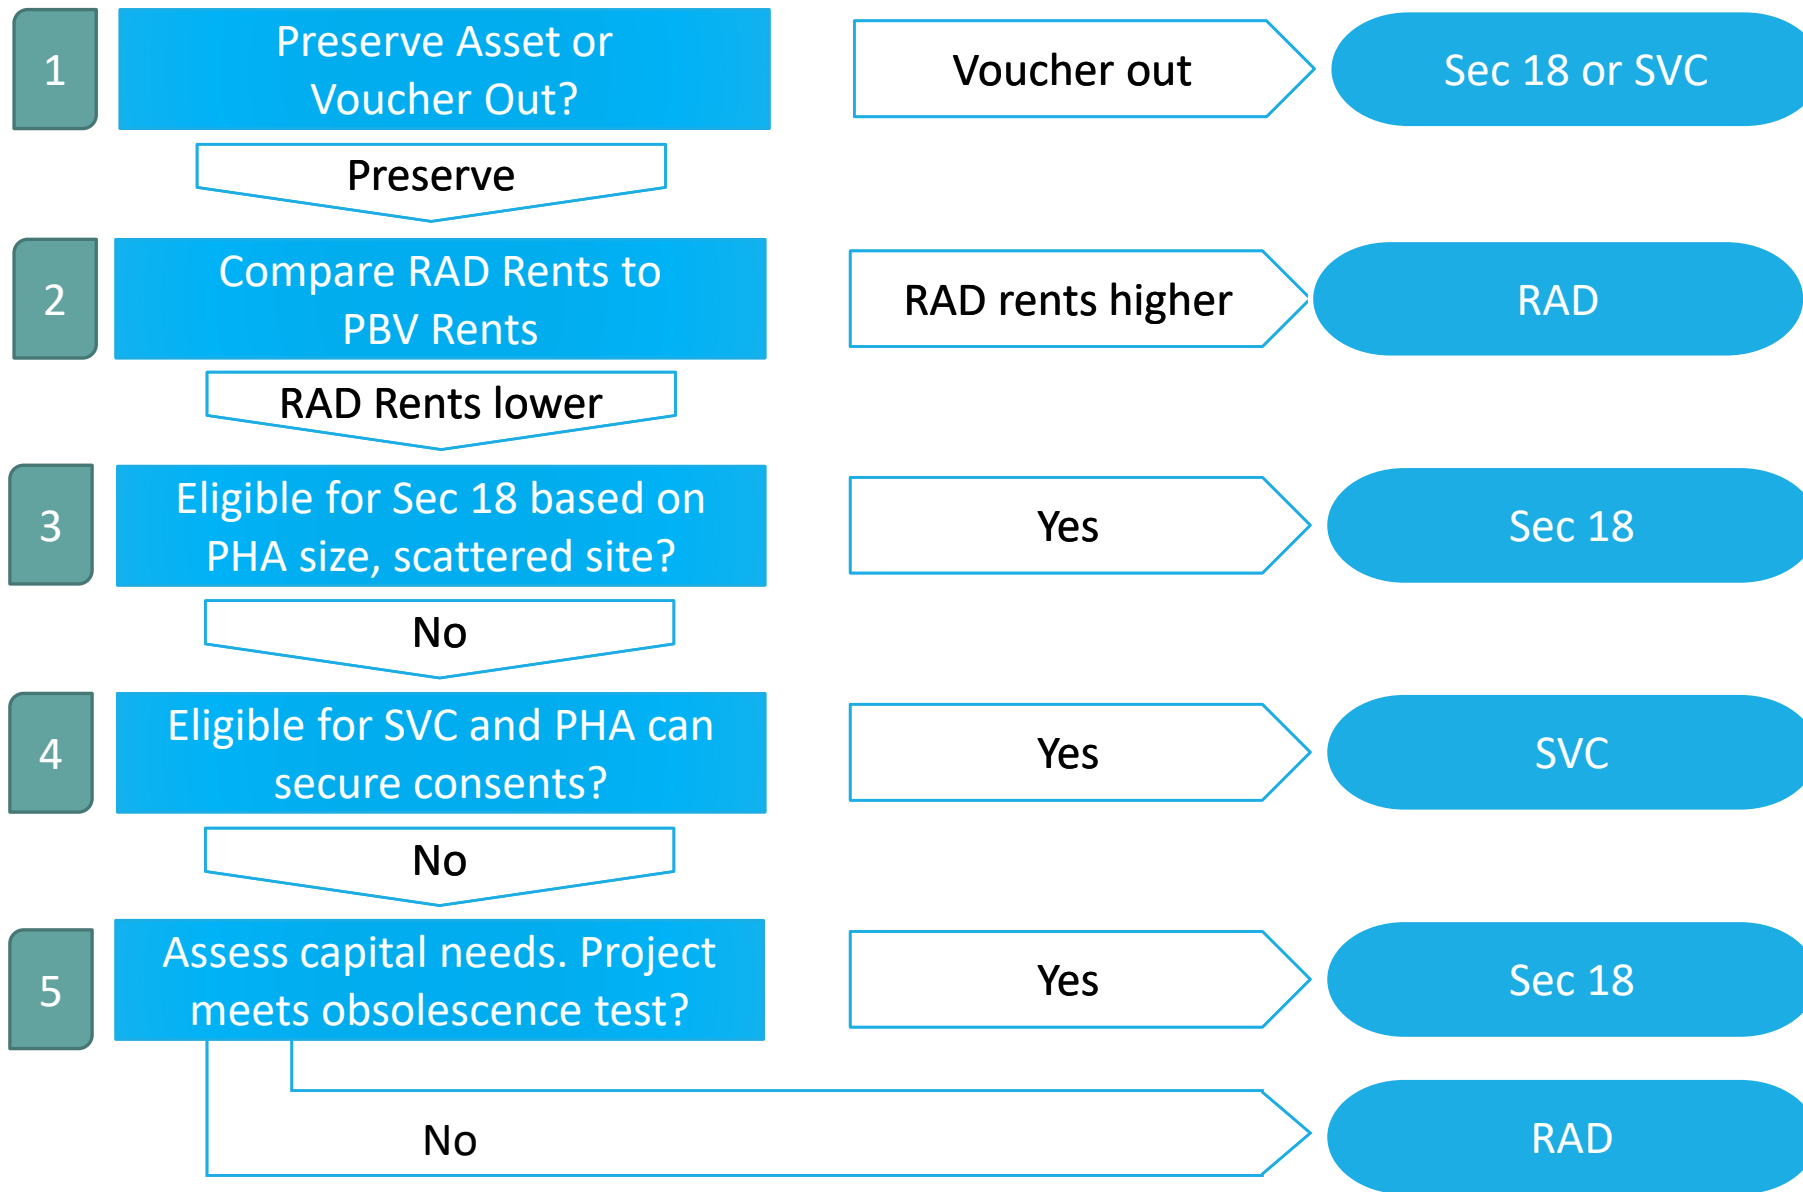 1
Preserve Asset or
Voucher Out?
Voucher out
Sec 18 or SVC
Preserve
2
Compare RAD Rents to
PBV Rents
RAD rents higher
RAD
RAD Rents lower
3
Eligible for Sec 18 based on
PHA size, scattered site?
Yes
Sec 18
No
4
Eligible for SVC and PHA can
secure consents?
Yes
SVC
No
5
Assess capital needs. Project
meets obsolescence test?
Yes
Sec 18
No
RAD